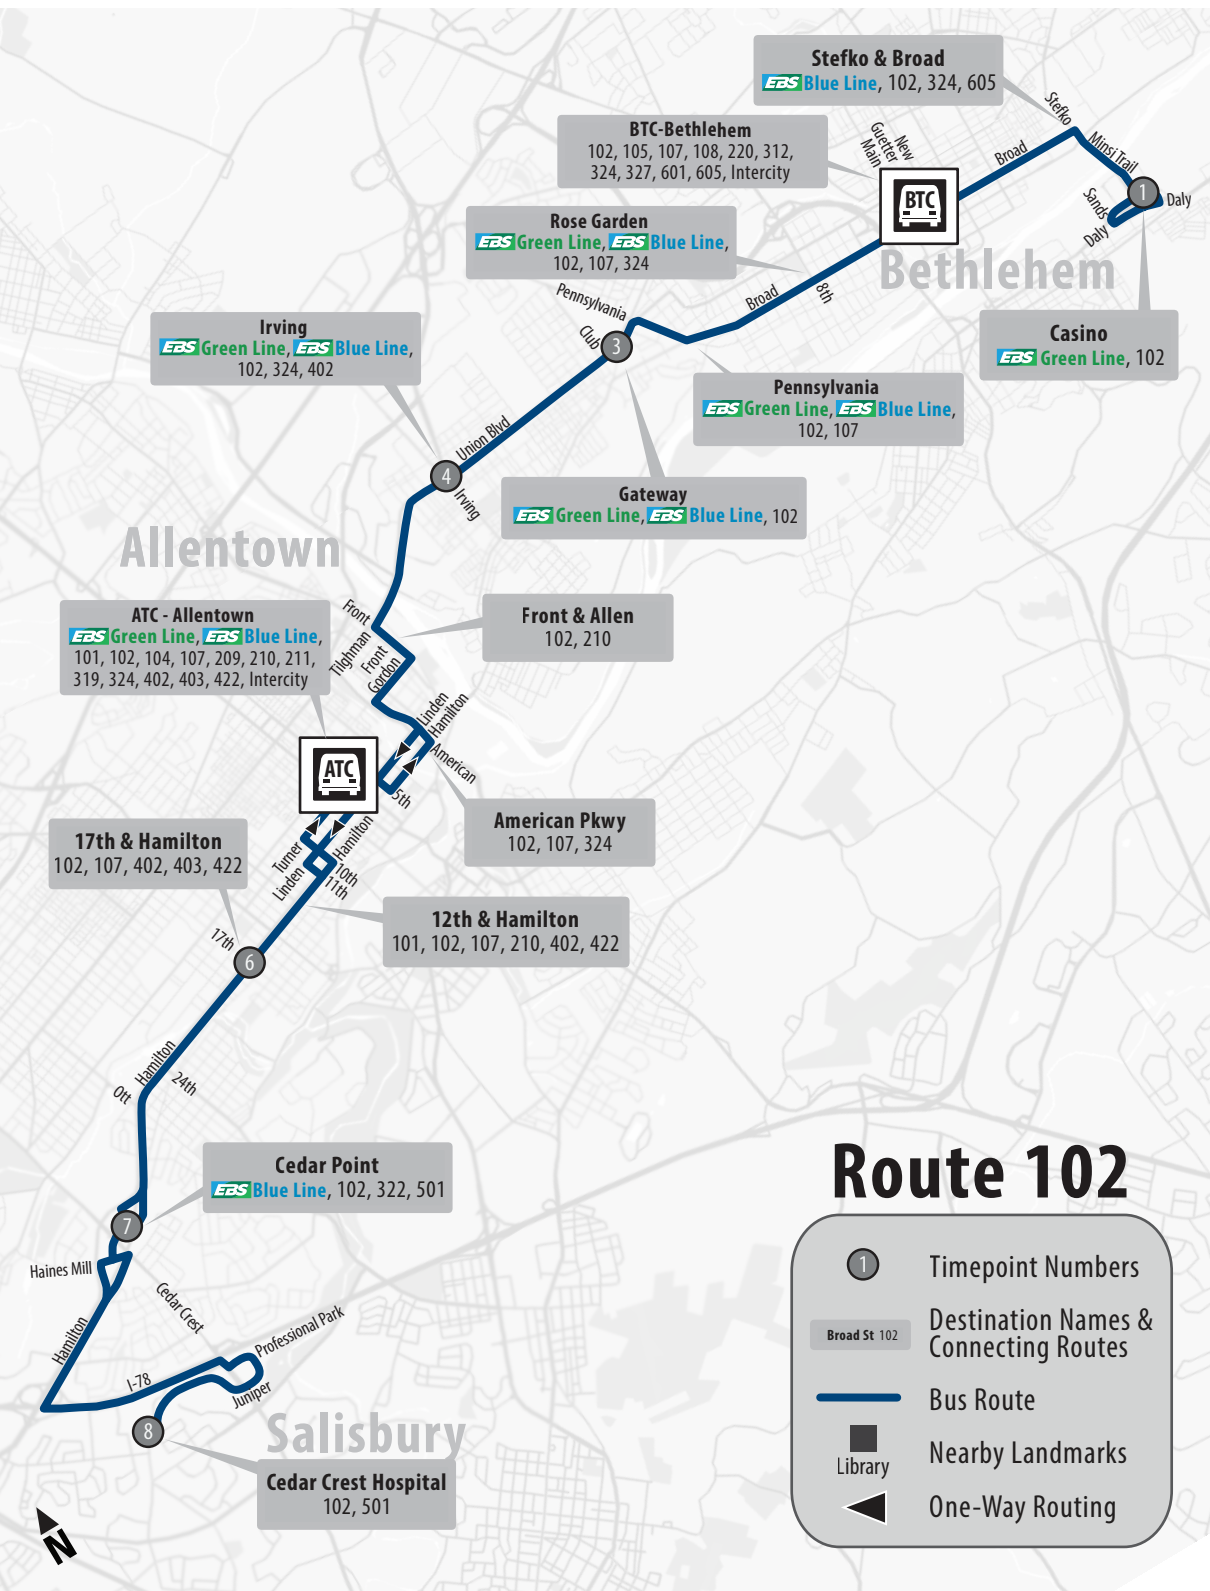 Stefko & Broad
EBS Blue Line, 102, 324, 605
BTC-Bethlehem
102, 105, 107, 108, 220, 312,
324, 327, 601, 605, Intercity
Stefko
Minsi Trail
New
Guetter
Main
Broad
BTC
1
Sands
Daly
Daly
Rose Garden
EBS Green Line, EBS Blue Line,
102, 107, 324
Bethlehem
Pennsylvania
Broad
8th
Club
3
Irving
EBS Green Line, EBS Blue Line,
102, 324, 402
Casino
EBS Green Line, 102
Pennsylvania
EBS Green Line, EBS Blue Line,
102, 107
Union Blvd
4
Irving
Gateway
EBS Green Line, EBS Blue Line, 102
Allentown
ATC - Allentown
EBS Green Line, EBS Blue Line,
101, 102, 104, 107, 209, 210, 211,
319, 324, 402, 403, 422, Intercity
Front
Tilghman
Front
Gordon
Front & Allen
102, 210
Linden
Hamilton
American
ATC
5th
American Pkwy
102, 107, 324
17th & Hamilton
102, 107, 402, 403, 422
Turner
Linden
Hamilton
10th
11th
12th & Hamilton
101, 102, 107, 210, 402, 422
17th
6
Hamilton
24th
Ott
Cedar Point
EBS Blue Line, 102, 322, 501
7
Haines Mill
Cedar Crest
Hamilton
Professional Park
I-78
Juniper
8
Salisbury
Cedar Crest Hospital
102, 501
N
Route 102
1
Timepoint Numbers
Broad St 102
Destination Names &
Connecting Routes
Bus Route
Library
Nearby Landmarks
One-Way Routing